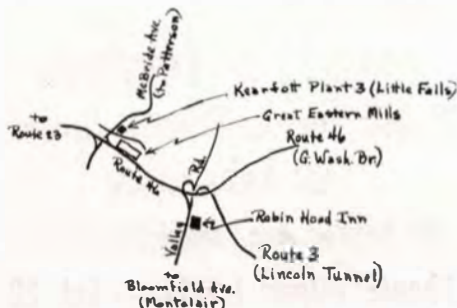 McBride Ave.
(to Patterson)
Kearfott Plant 3 (Little Falls)
Great Eastern Mills
to
Route 23
Route 46
(G. Wash. Br.)
Route 46
Rd.
Valley
Robin Hood Inn
Route 3
(Lincoln Tunnel)
to
Bloomfield Ave.
(Montclair)